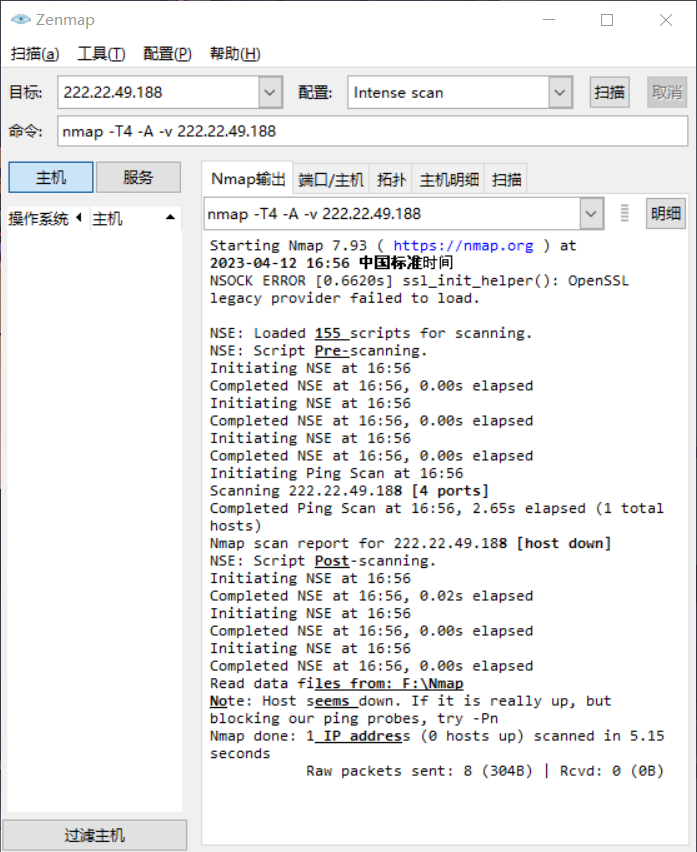 Zenmap
扫描(a) 工具(T) 配置(P) 帮助(H)
目标: 222.22.49.188 配置: Intense scan 扫描 取消
命令: nmap -T4 -A -v 222.22.49.188
主机 服务
操作系统 主机
Nmap输出 端口/主机 拓扑 主机明细 扫描
nmap -T4 -A -v 222.22.49.188 明细
Starting Nmap 7.93 ( https://nmap.org ) at
2023-04-12 16:56 中国标准时间
NSOCK ERROR [0.6620s] ssl_init_helper(): OpenSSL
legacy provider failed to load.
NSE: Loaded 155 scripts for scanning.
NSE: Script Pre-scanning.
Initiating NSE at 16:56
Completed NSE at 16:56, 0.00s elapsed
Initiating NSE at 16:56
Completed NSE at 16:56, 0.00s elapsed
Initiating NSE at 16:56
Completed NSE at 16:56, 0.00s elapsed
Initiating Ping Scan at 16:56
Scanning 222.22.49.188 [4 ports]
Completed Ping Scan at 16:56, 2.65s elapsed (1 total
hosts)
Nmap scan report for 222.22.49.188 [host down]
NSE: Script Post-scanning.
Initiating NSE at 16:56
Completed NSE at 16:56, 0.02s elapsed
Initiating NSE at 16:56
Completed NSE at 16:56, 0.00s elapsed
Initiating NSE at 16:56
Completed NSE at 16:56, 0.00s elapsed
Read data files from: F:\Nmap
Note: Host seems down. If it is really up, but
blocking our ping probes, try -Pn
Nmap done: 1 IP address (0 hosts up) scanned in 5.15
seconds
Raw packets sent: 8 (304B) | Rcvd: 0 (0B)
过滤主机